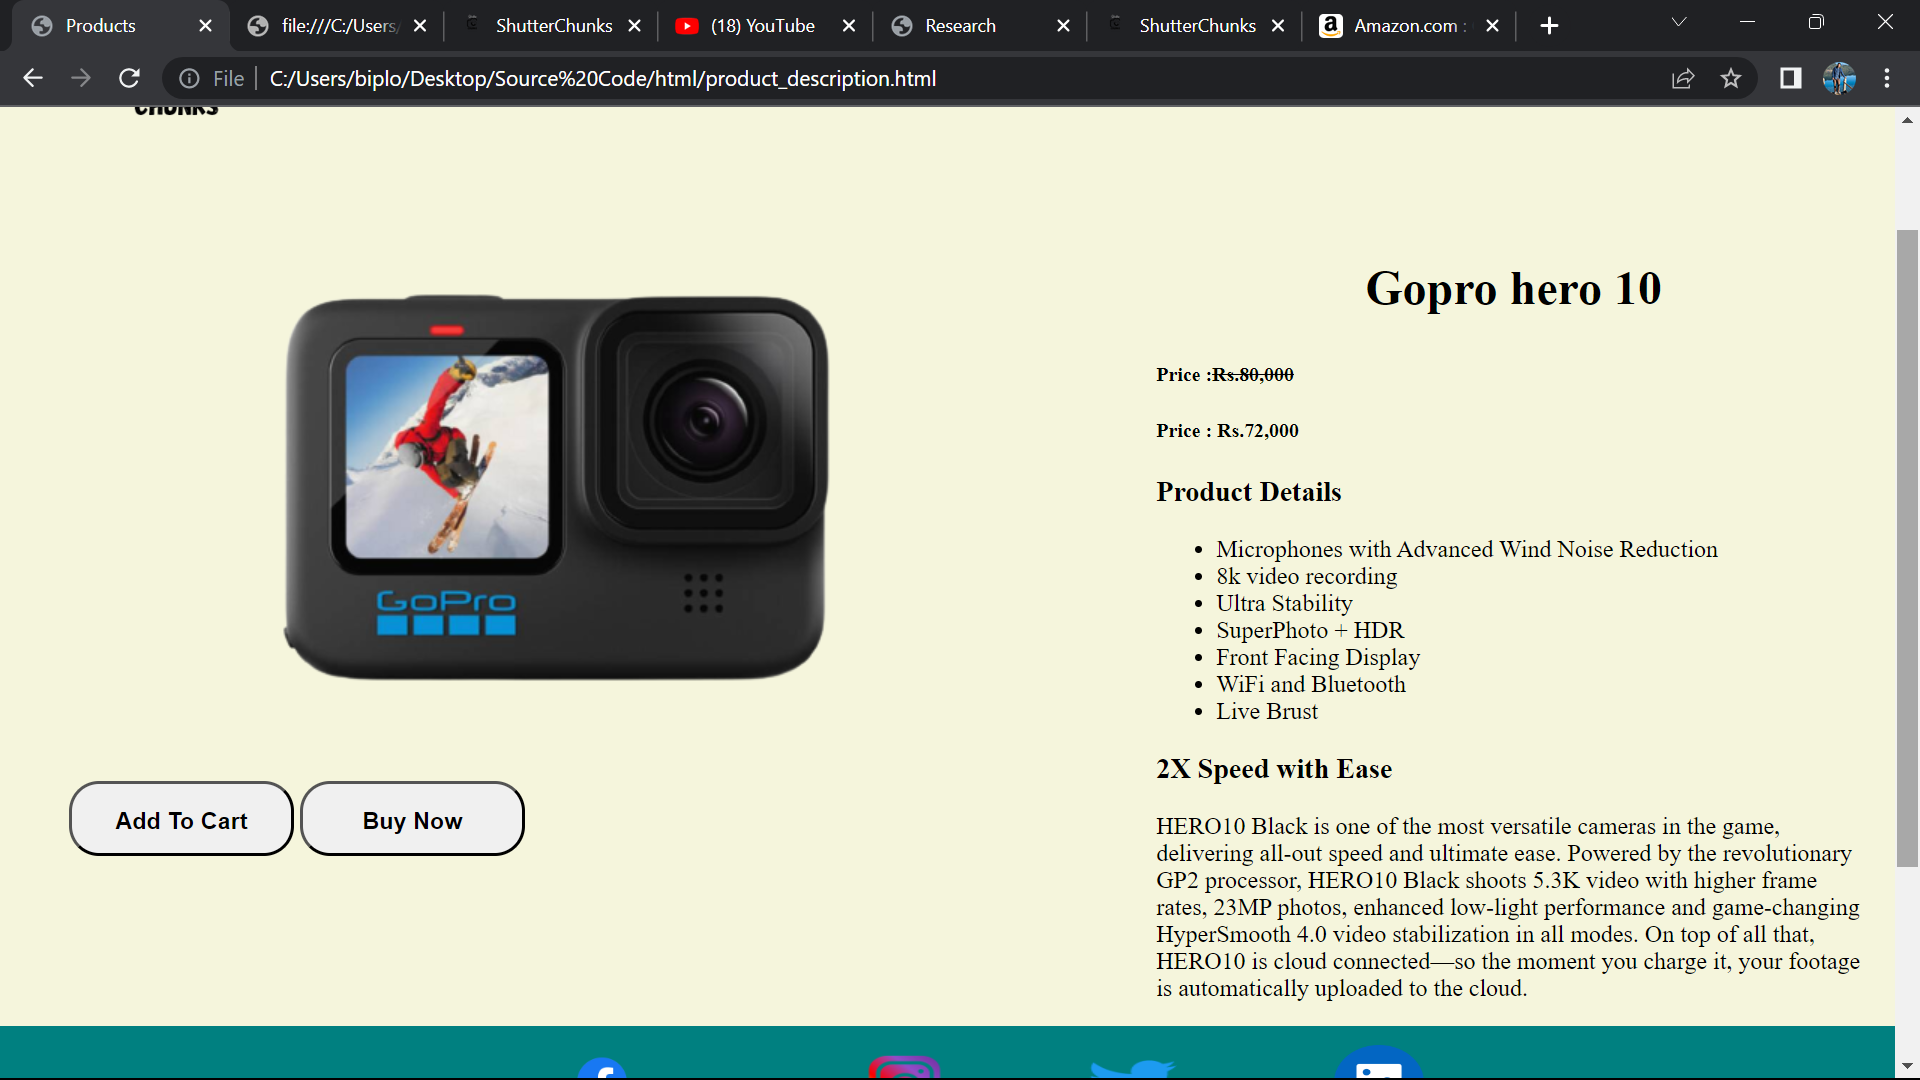 Products
file:///C:/Users/
ShutterChunks
(18) YouTube
Research
ShutterChunks
Amazon.com :
File
C:/Users/biplo/Desktop/Source%20Code/html/product_description.html
CHUNKS
Gopro hero 10
Price :Rs.80,000
Price : Rs.72,000
Product Details
• Microphones with Advanced Wind Noise Reduction
• 8k video recording
• Ultra Stability
• SuperPhoto + HDR
• Front Facing Display
• WiFi and Bluetooth
• Live Brust
GoPro
2X Speed with Ease
Add To Cart
Buy Now
HERO10 Black is one of the most versatile cameras in the game,
delivering all-out speed and ultimate ease. Powered by the revolutionary
GP2 processor, HERO10 Black shoots 5.3K video with higher frame
rates, 23MP photos, enhanced low-light performance and game-changing
HyperSmooth 4.0 video stabilization in all modes. On top of all that,
HERO10 is cloud connected—so the moment you charge it, your footage
is automatically uploaded to the cloud.